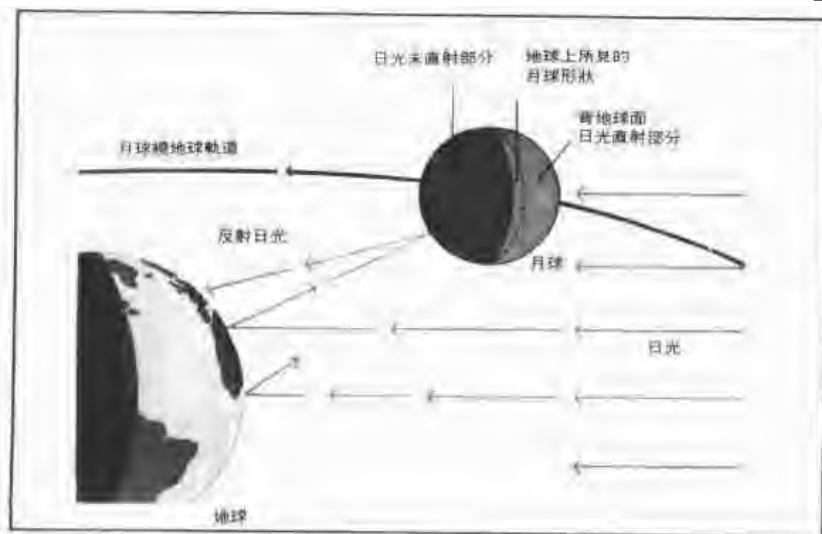 日光未直射部分
地球上所見的
月球形狀
背地球面
日光直射部分
月球繞地球軌道
反射日光
月球
日光
地球